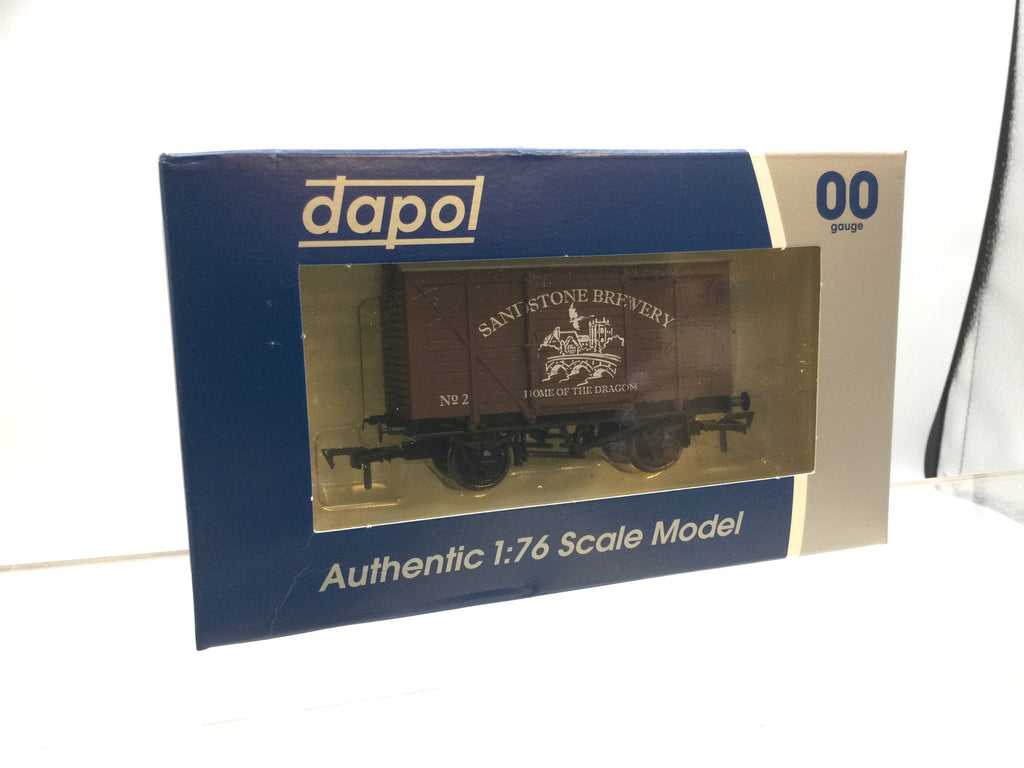 dapol
00
gauge
SANDSTONE BREWERY
HOME OF THE DRAGON
Nº 2
Authentic 1:76 Scale Model